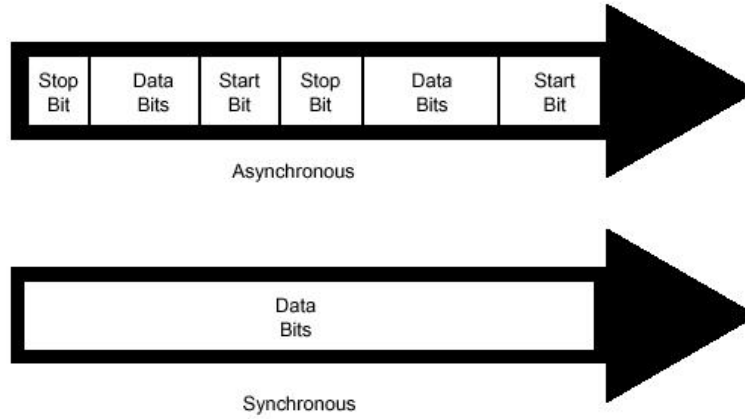 Stop
Bit
Data
Bits
Start
Bit
Stop
Bit
Data
Bits
Start
Bit
Asynchronous
Data
Bits
Synchronous